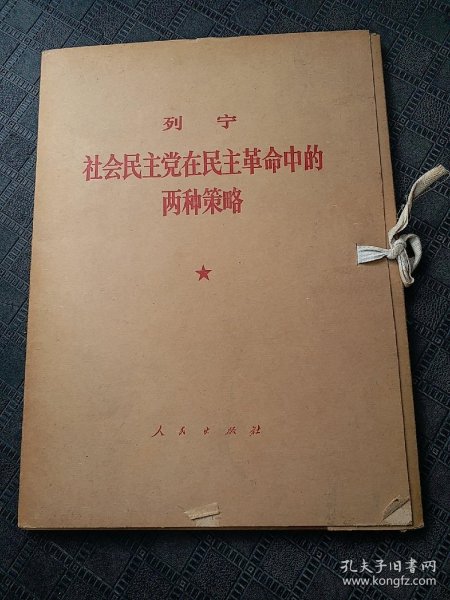 列 宁
社会民主党在民主革命中的
两种策略
人民出版社
孔夫子旧书网
www.kongfz.com